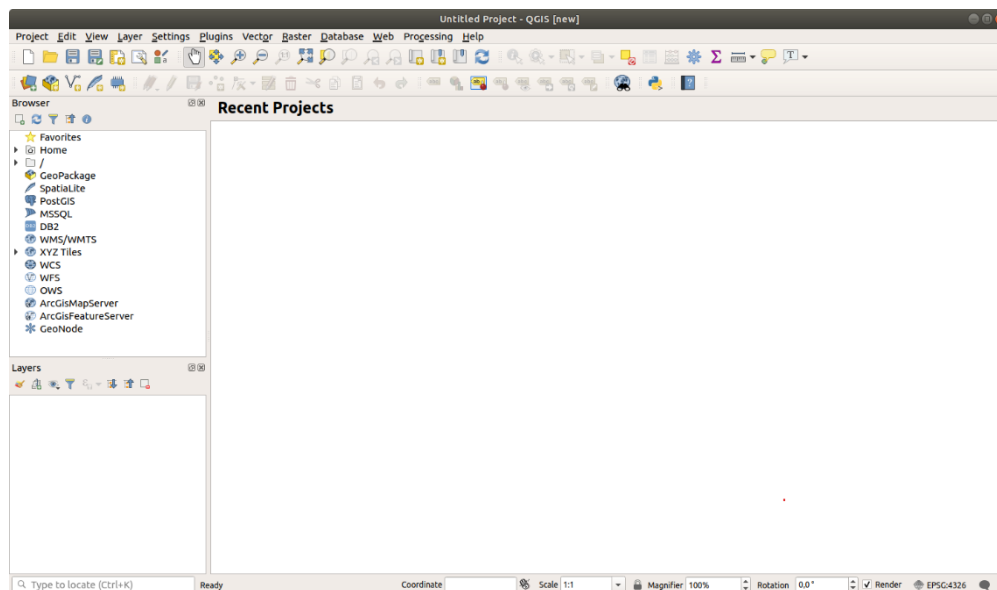 Untitled Project - QGIS [new]
Project Edit View Layer Settings Plugins Vector Raster Database Web Processing Help
Browser
Recent Projects
Favorites
Home
/
GeoPackage
SpatiaLite
PostGIS
MSSQL
DB2
WMS/WMTS
XYZ Tiles
WCS
WFS
OWS
ArcGisMapServer
ArcGisFeatureServer
GeoNode
Layers
Type to locate (Ctrl+K) Ready Coordinate Scale 1:1 Magnifier 100% Rotation 0,0 ° Render EPSG:4326